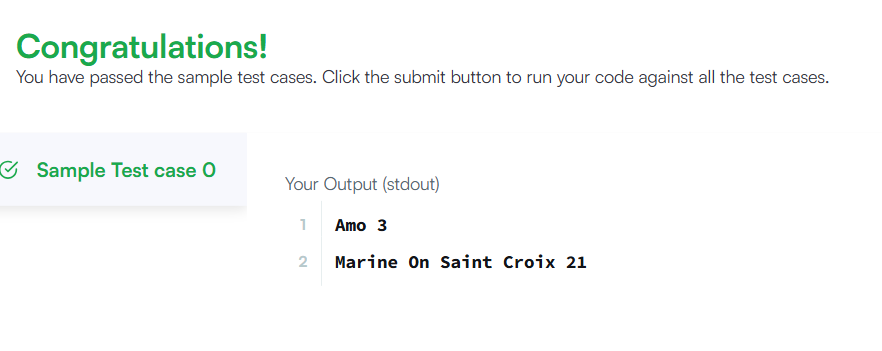 Congratulations!
You have passed the sample test cases. Click the submit button to run your code against all the test cases.
Sample Test case 0
Your Output (stdout)
1 Amo 3
2 Marine On Saint Croix 21